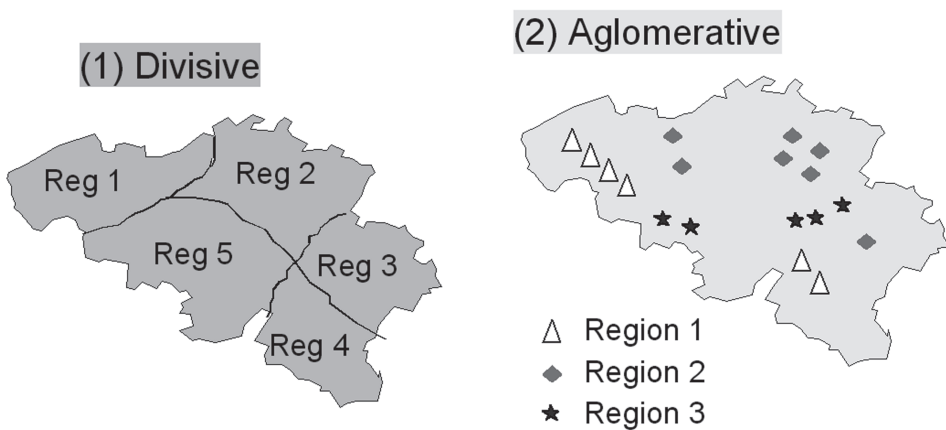 (1) Divisive
Reg 1
Reg 2
Reg 5
Reg 3
Reg 4
(2) Aglomerative
Region 1
Region 2
Region 3